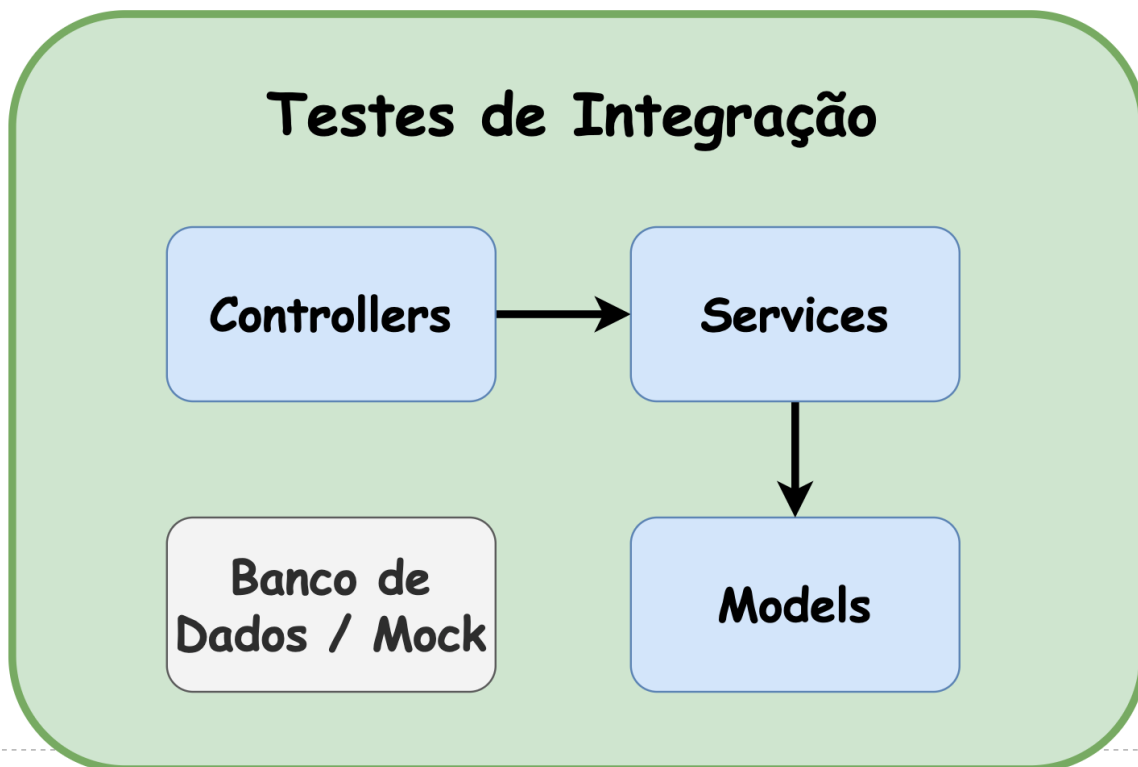 Testes de Integração
Controllers
Services
Banco de
Dados / Mock
Models